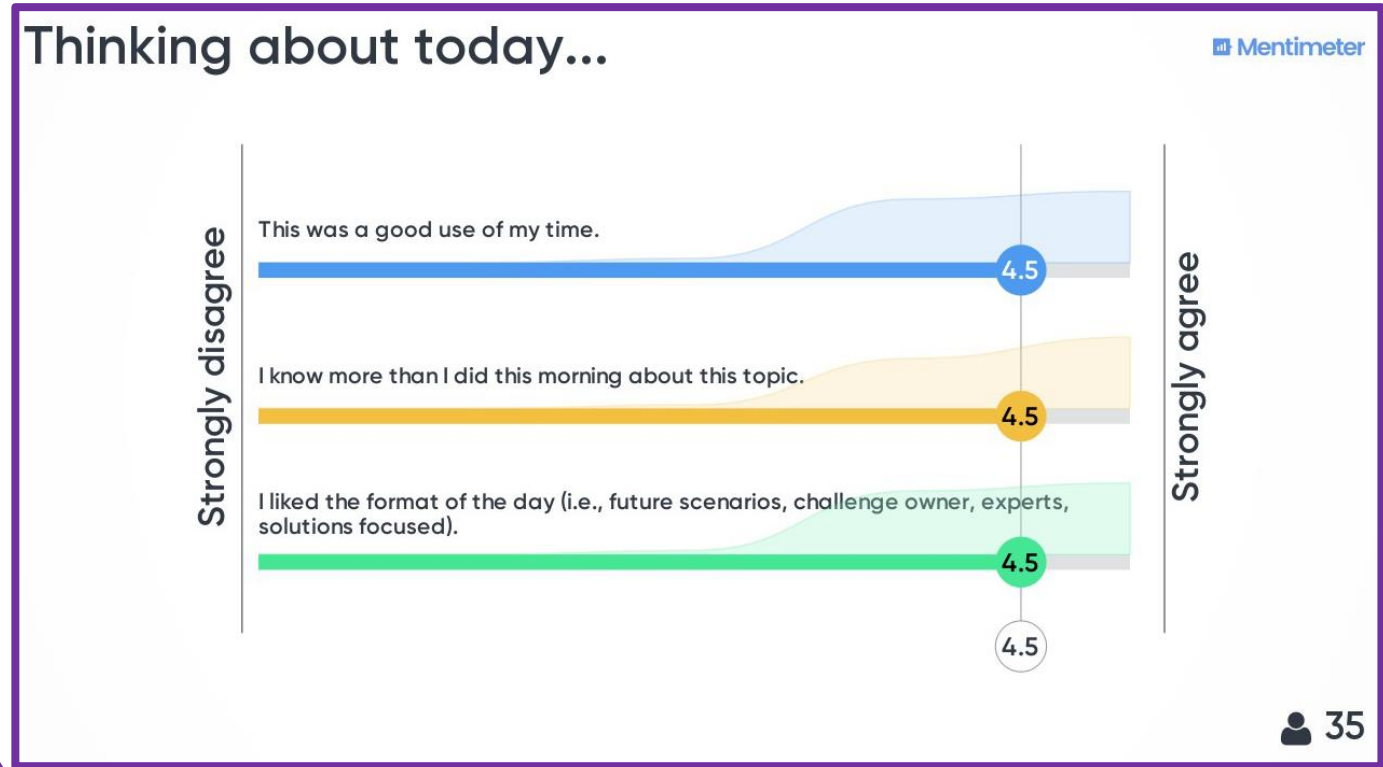 Thinking about today...
Mentimeter
Strongly disagree
This was a good use of my time.
4.5
I know more than I did this morning about this topic.
4.5
I liked the format of the day (i.e., future scenarios, challenge owner, experts,
solutions focused).
4.5
4.5
Strongly agree
35